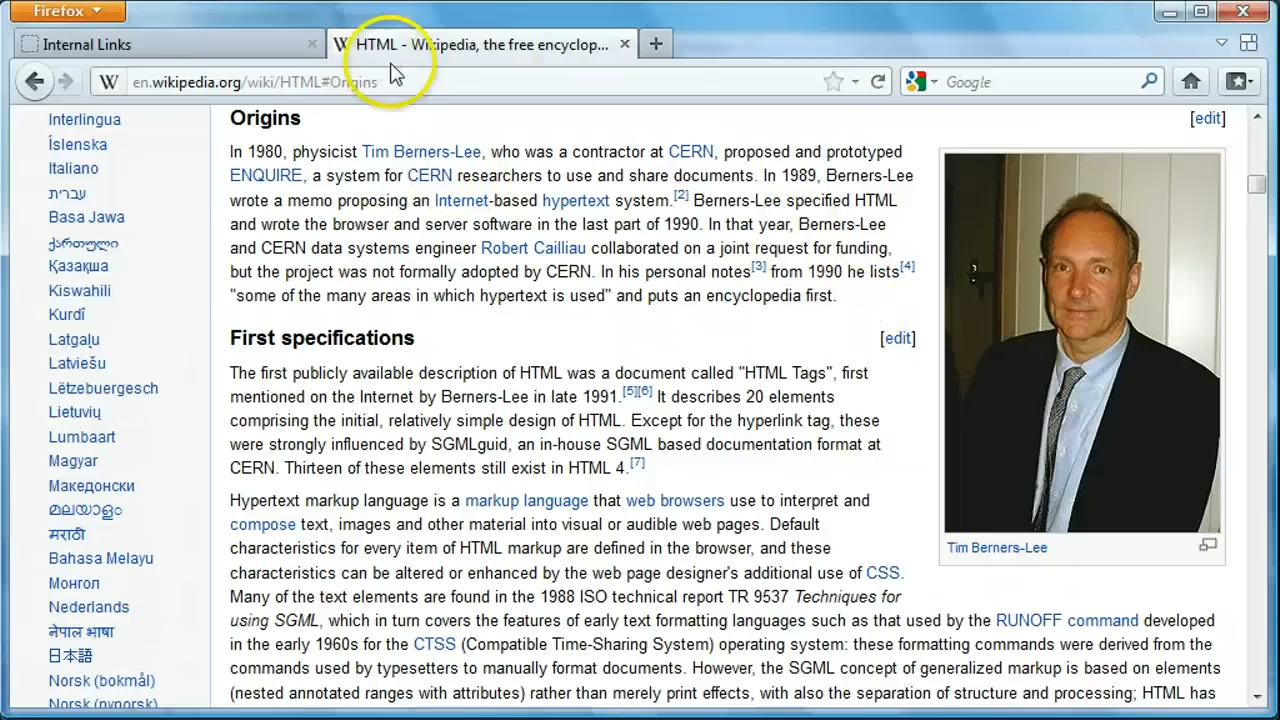 Firefox
Internal Links
HTML - Wikipedia, the free encyclop...
en.wikipedia.org/wiki/HTML#Origins
Google
Interlingua
Íslenska
Italiano
עברית
Basa Jawa
ქართული
Қазақша
Kiswahili
Kurdî
Latgaļu
Latviešu
Lëtzebuergesch
Lietuvių
Lumbaart
Magyar
Македонски
മലയാളം
मराठी
Bahasa Melayu
Монгол
Nederlands
नेपाल भाषा
日本語
Norsk (bokmål)
Norsk (nynorsk)
Origins [edit]
In 1980, physicist Tim Berners-Lee, who was a contractor at CERN, proposed and prototyped
ENQUIRE, a system for CERN researchers to use and share documents. In 1989, Berners-Lee
wrote a memo proposing an Internet-based hypertext system.[2] Berners-Lee specified HTML
and wrote the browser and server software in the last part of 1990. In that year, Berners-Lee
and CERN data systems engineer Robert Cailliau collaborated on a joint request for funding,
but the project was not formally adopted by CERN. In his personal notes[3] from 1990 he lists[4]
"some of the many areas in which hypertext is used" and puts an encyclopedia first.
Tim Berners-Lee
First specifications [edit]
The first publicly available description of HTML was a document called "HTML Tags", first
mentioned on the Internet by Berners-Lee in late 1991.[5][6] It describes 20 elements
comprising the initial, relatively simple design of HTML. Except for the hyperlink tag, these
were strongly influenced by SGMLguid, an in-house SGML based documentation format at
CERN. Thirteen of these elements still exist in HTML 4.[7]
Hypertext markup language is a markup language that web browsers use to interpret and
compose text, images and other material into visual or audible web pages. Default
characteristics for every item of HTML markup are defined in the browser, and these
characteristics can be altered or enhanced by the web page designer's additional use of CSS.
Many of the text elements are found in the 1988 ISO technical report TR 9537 Techniques for
using SGML, which in turn covers the features of early text formatting languages such as that used by the RUNOFF command developed
in the early 1960s for the CTSS (Compatible Time-Sharing System) operating system: these formatting commands were derived from the
commands used by typesetters to manually format documents. However, the SGML concept of generalized markup is based on elements
(nested annotated ranges with attributes) rather than merely print effects, with also the separation of structure and processing; HTML has